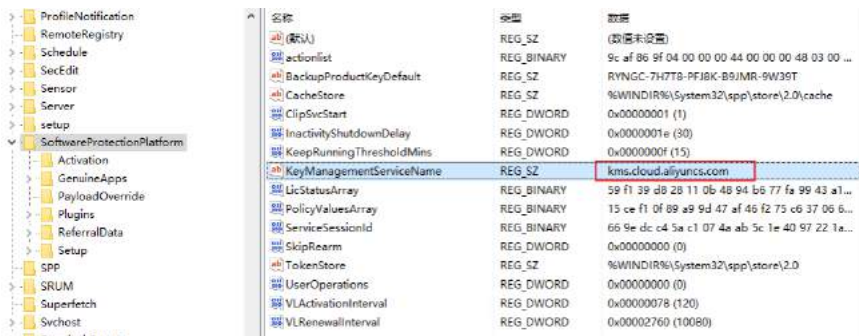 ProfileNotification
RemoteRegistry
Schedule
SecEdit
Sensor
Server
setup
SoftwareProtectionPlatform
Activation
GenuineApps
PayloadOverride
Plugins
ReferralData
Setup
SPP
SRUM
Superfetch
Svchost
名称 类型 数据
(默认) REG_SZ (数值未设置)
actionlist REG_BINARY 9c af 86 9f 04 00 00 00 44 00 00 00 48 03 00 ...
BackupProductKeyDefault REG_SZ RYNGC-7H7T8-PFJ8K-B9JMR-9W39T
CacheStore REG_SZ %WINDIR%\System32\spp\store\2.0\cache
ClipSvcStart REG_DWORD 0x00000001 (1)
InactivityShutdownDelay REG_DWORD 0x0000001e (30)
KeepRunningThresholdMins REG_DWORD 0x0000000f (15)
KeyManagementServiceName REG_SZ kms.cloud.aliyuncs.com
LicStatusArray REG_BINARY 59 f1 39 d8 28 11 0b 48 94 b6 77 fa 99 43 a1...
PolicyValuesArray REG_BINARY 15 ce f1 0f 89 a9 9d 47 af 46 f2 75 c6 37 06 6...
ServiceSessionId REG_BINARY 66 9e dc c4 5a c1 07 4a ab 5c 1e 40 97 22 1a...
SkipRearm REG_DWORD 0x00000000 (0)
TokenStore REG_SZ %WINDIR%\System32\spp\store\2.0
UserOperations REG_DWORD 0x00000000 (0)
VLActivationInterval REG_DWORD 0x00000078 (120)
VLRenewalInterval REG_DWORD 0x00002760 (10080)